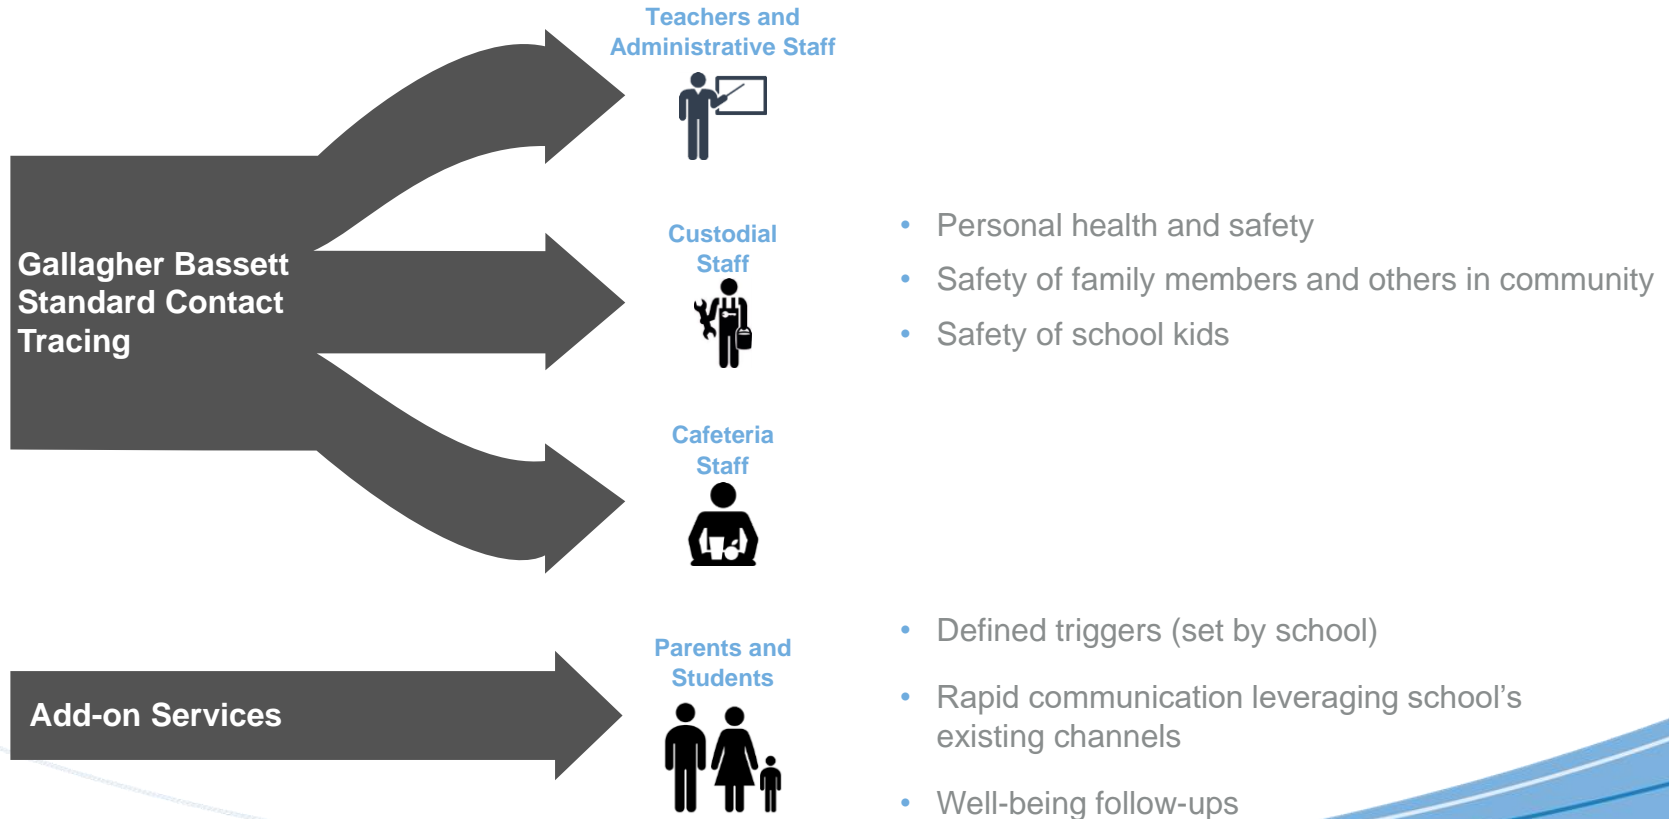 Teachers and
Administrative Staff
Gallagher Bassett
Standard Contact
Tracing
Custodial
Staff
• Personal health and safety
• Safety of family members and others in community
• Safety of school kids
Cafeteria
Staff
Add-on Services
Parents and
Students
• Defined triggers (set by school)
• Rapid communication leveraging school’s
existing channels
• Well-being follow-ups